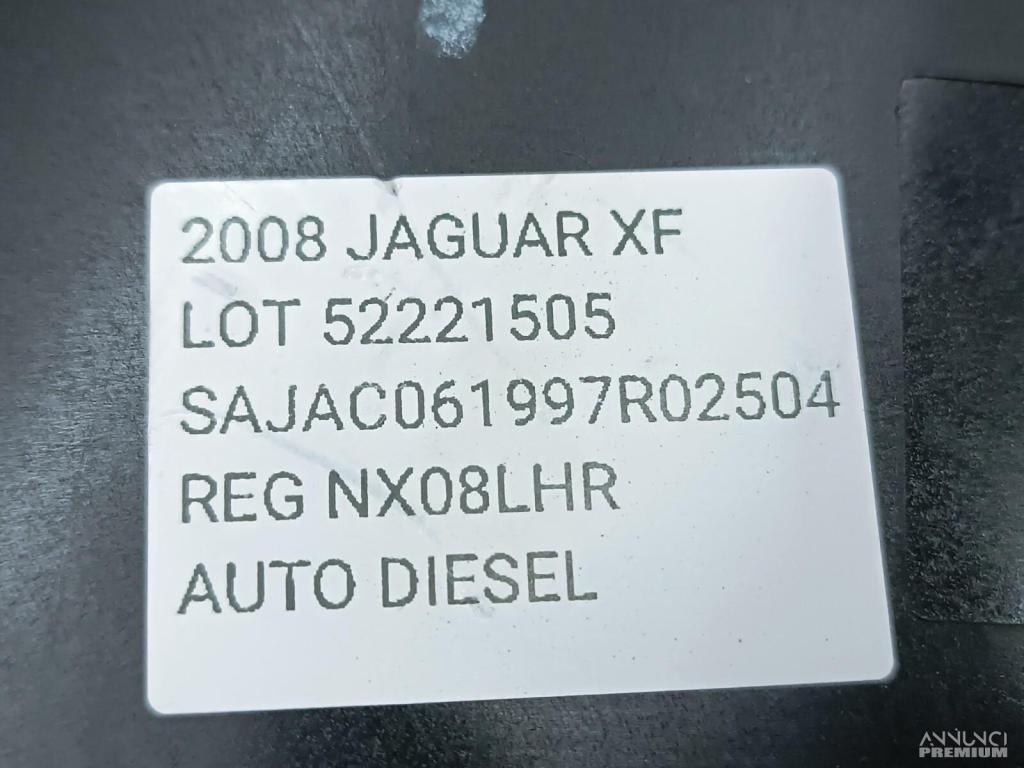 2008 JAGUAR XF
LOT 52221505
SAJAC061997R02504
REG NX08LHR
AUTO DIESEL
ANNUNCI
PREMIUM